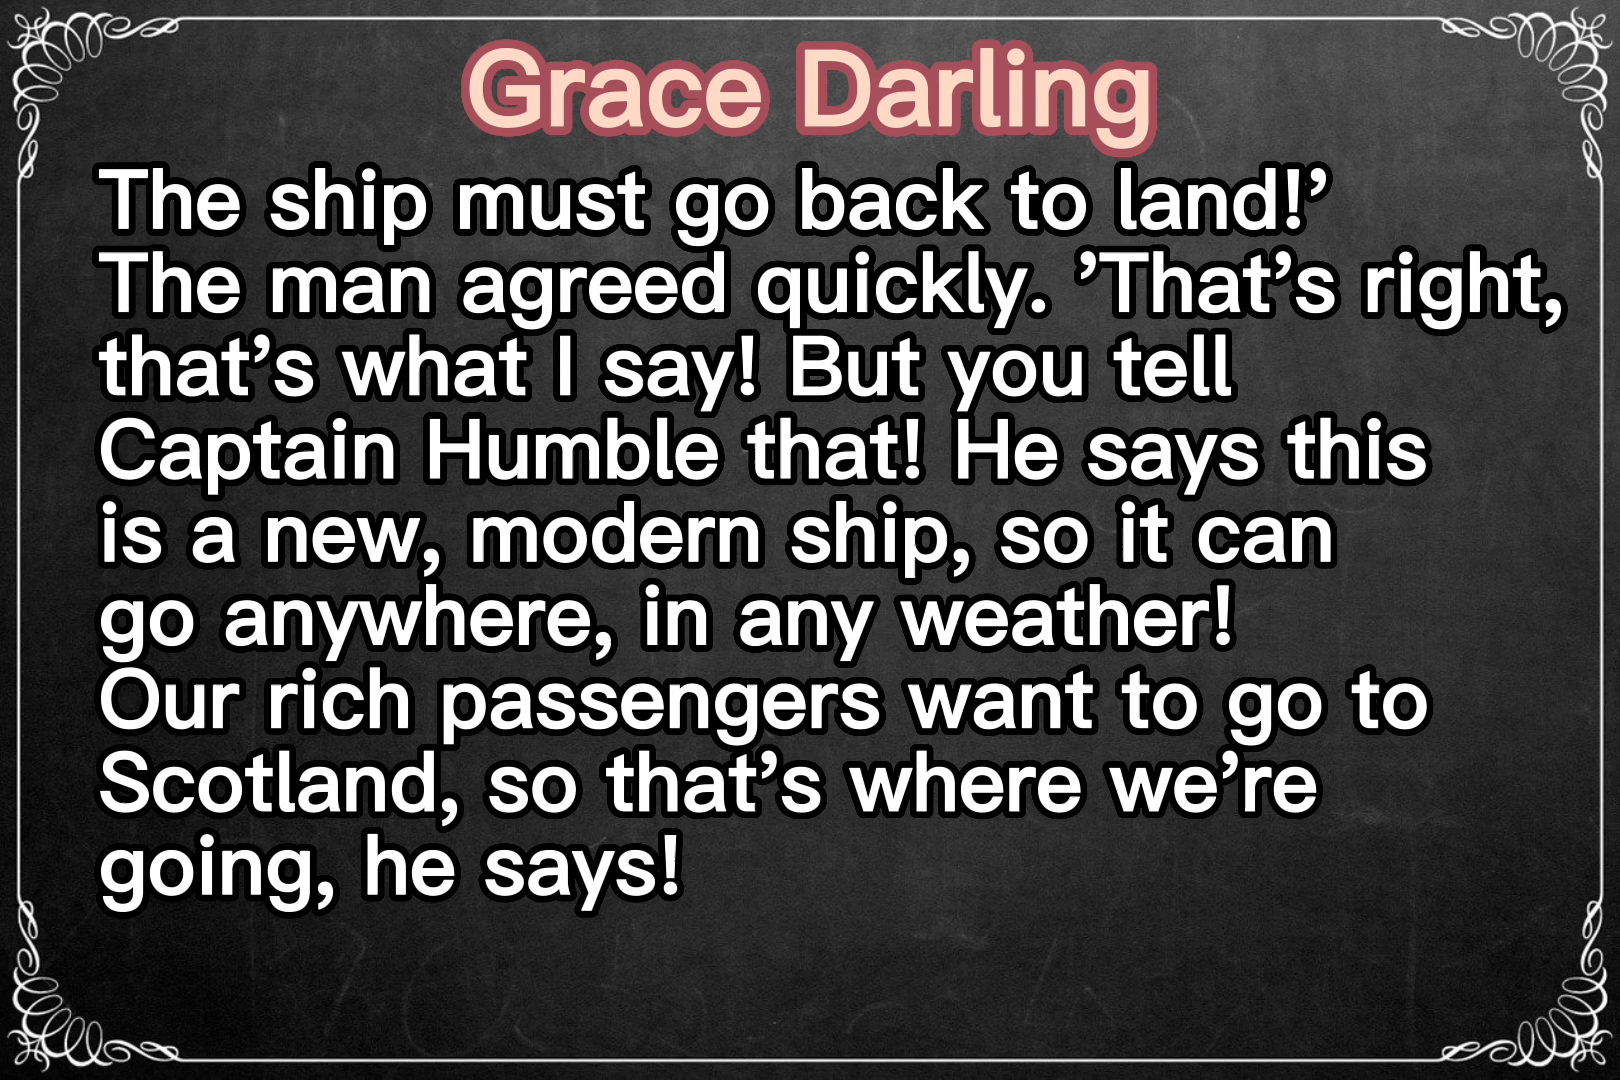 Grace Darling
The ship must go back to land!’
The man agreed quickly. ’That’s right,
that’s what I say! But you tell
Captain Humble that! He says this
is a new, modern ship, so it can
go anywhere, in any weather!
Our rich passengers want to go to
Scotland, so that’s where we’re
going, he says!